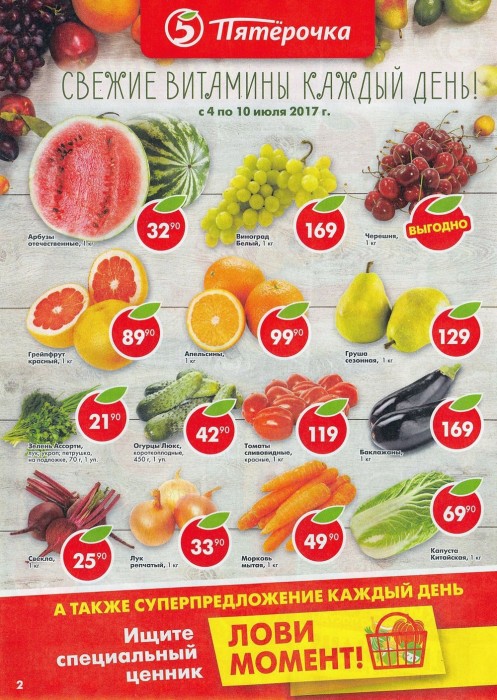 5 Пятёрочка
СВЕЖИЕ ВИТАМИНЫ КАЖДЫЙ ДЕНЬ!
с 4 по 10 июля 2017 г.
Арбузы
отечественные, 1 кг
32 90
Виноград
Белый, 1 кг
169
Черешня,
1 кг
ВЫГОДНО
Грейпфрут
красный, 1 кг
89 90
Апельсины,
1 кг
99 90
Груша
сезонная, 1 кг
129
Зелень Ассорти,
лук, укроп, петрушка,
на подложке, 70 г, 1 уп.
21 90
Огурцы Люкс,
короткоплодные,
450 г, 1 уп.
42 90
Томаты
сливовидные,
красные, 1 кг
119
Баклажаны,
1 кг
169
Свекла,
1 кг
25 90
Лук
репчатый, 1 кг
33 90
Морковь
мытая, 1 кг
49 90
Капуста
Китайская, 1 кг
69 90
А ТАКЖЕ СУПЕРПРЕДЛОЖЕНИЕ КАЖДЫЙ ДЕНЬ
Ищите
специальный
ценник
ЛОВИ
МОМЕНТ!
2